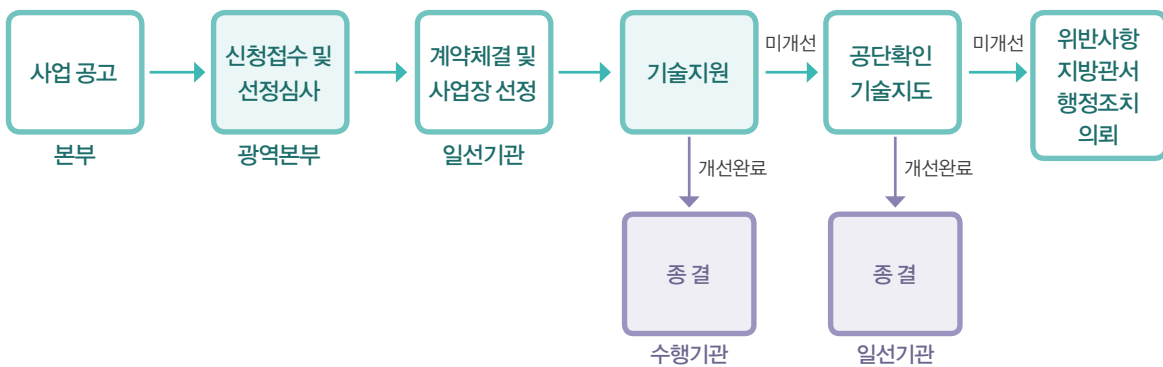 사업 공고
본부
신청접수 및
선정심사
광역본부
계약체결 및
사업장 선정
일선기관
기술지원
미개선
공단확인
기술지도
미개선
위반사항
지방관서
행정조치
의뢰
개선완료
종 결
수행기관
개선완료
종 결
일선기관